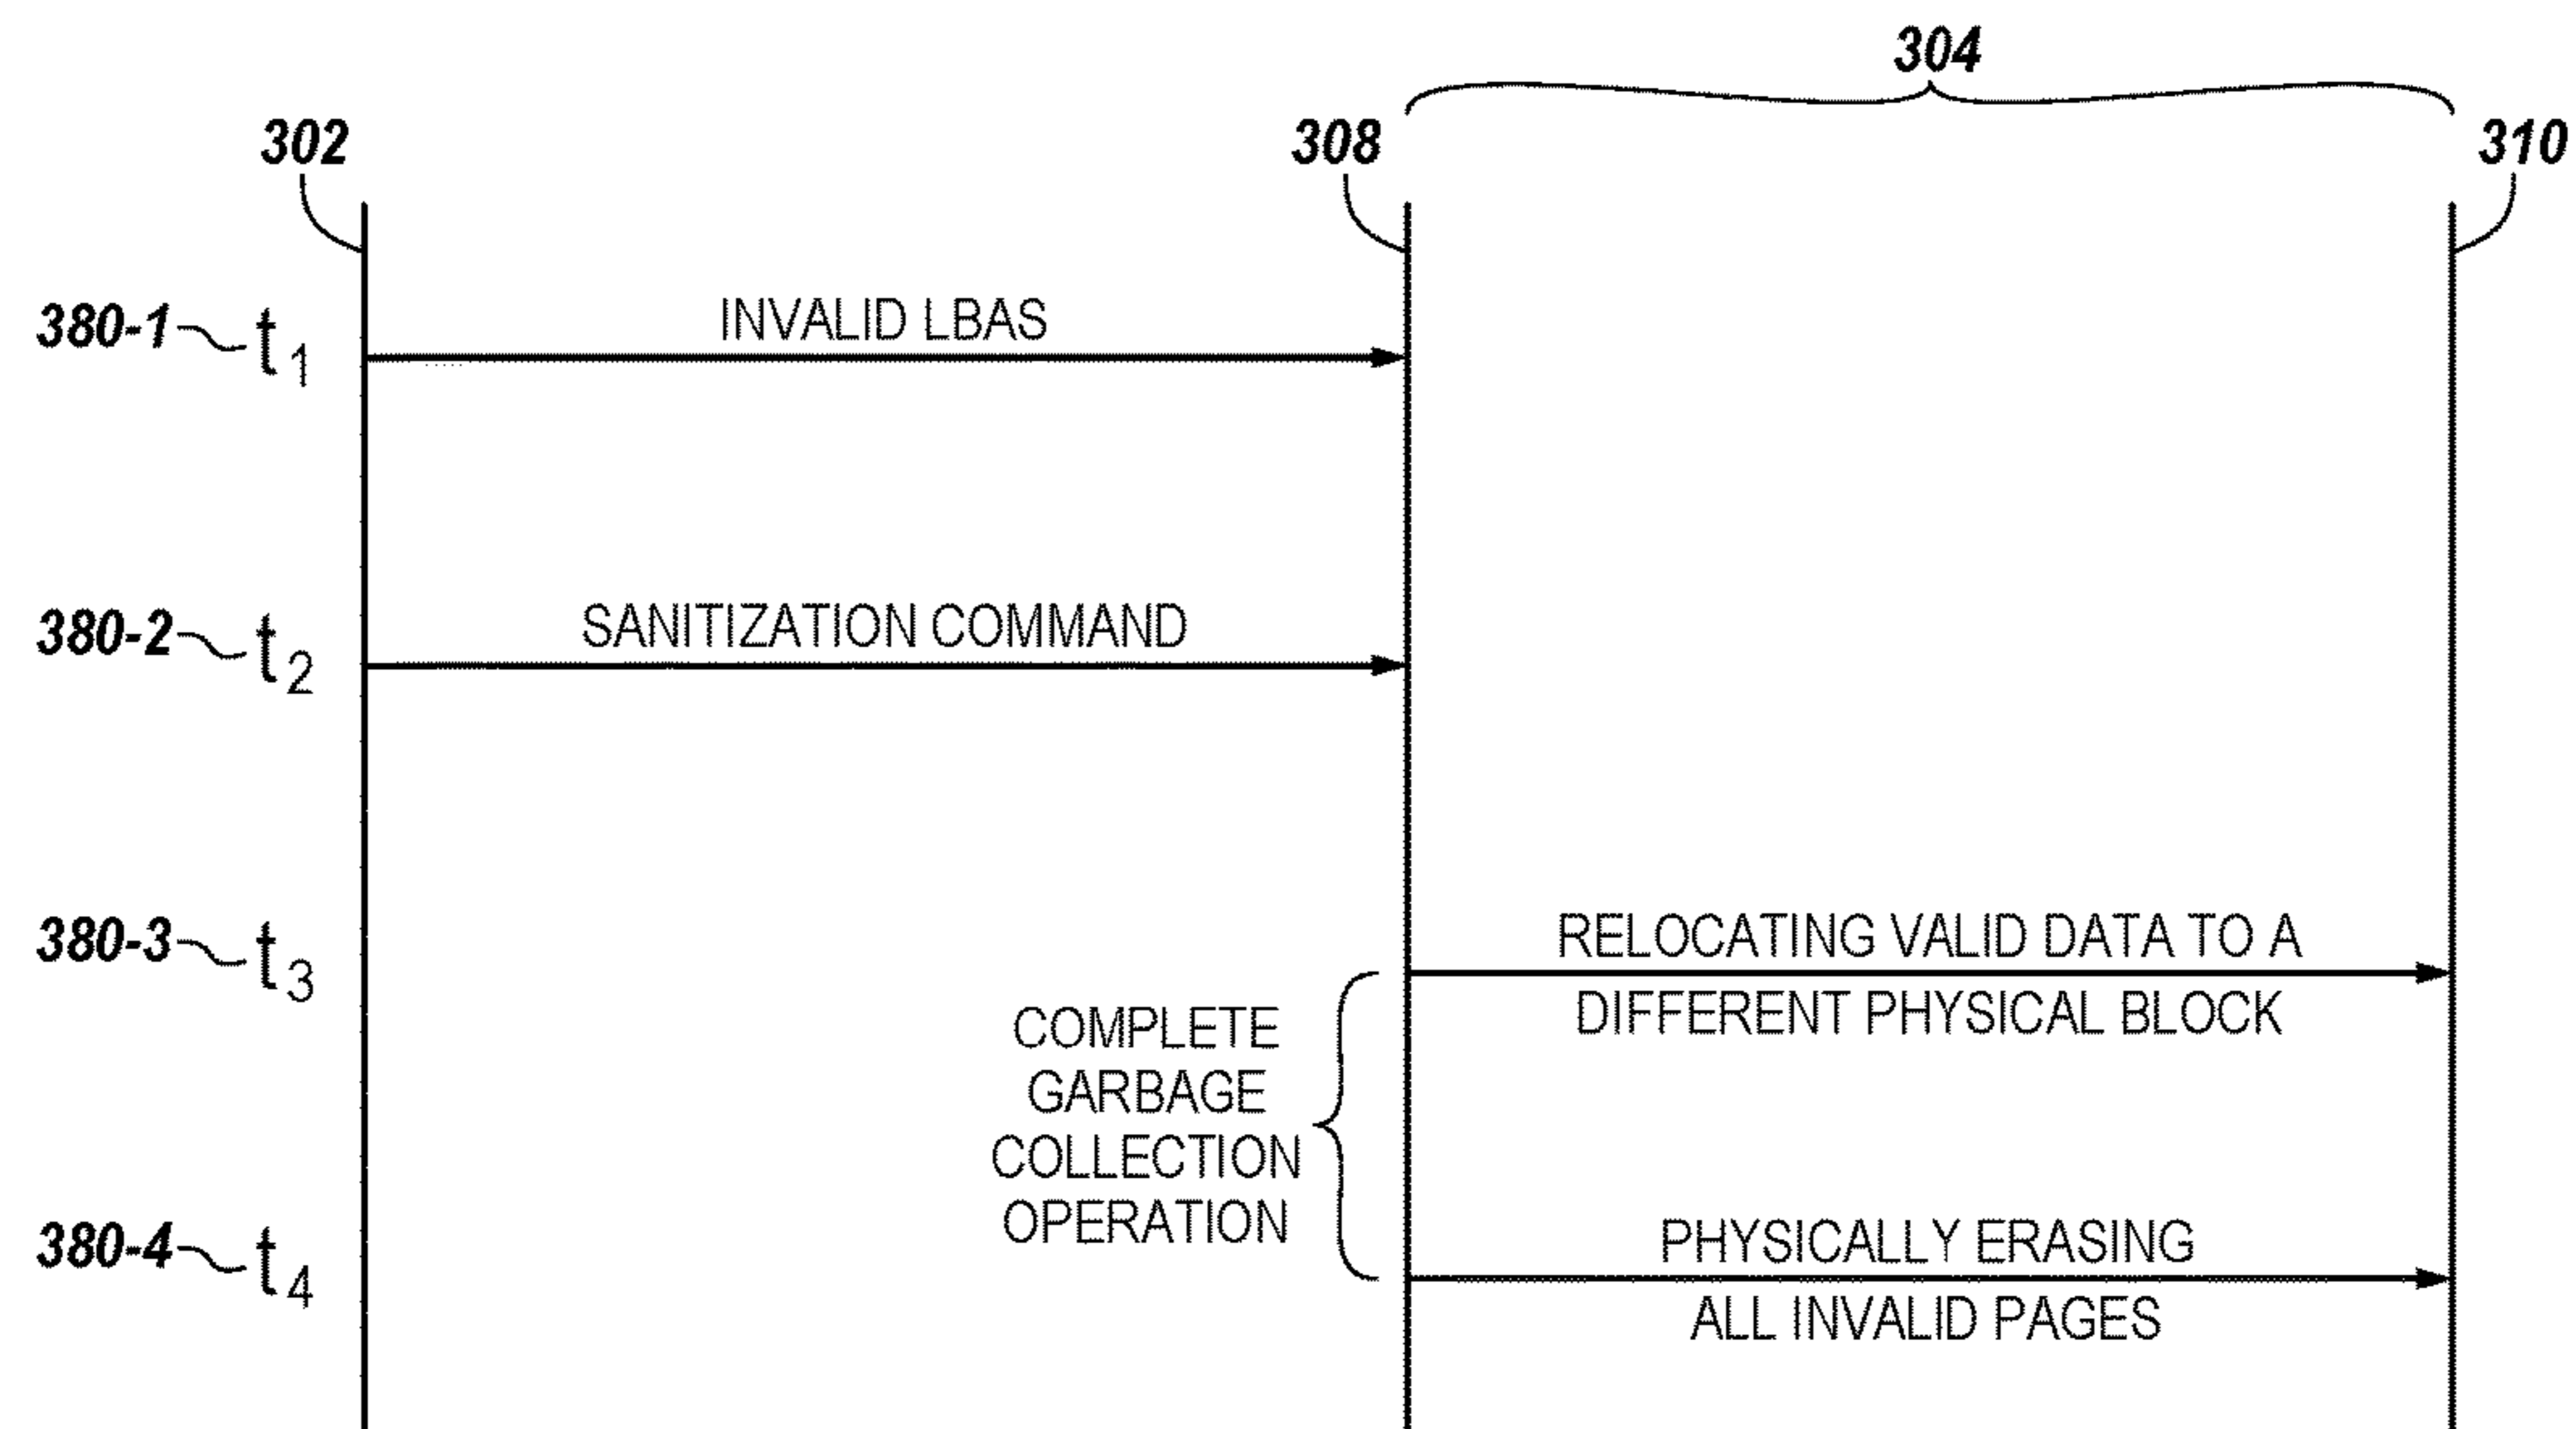 304
302
308
310
380-1 t1
INVALID LBAS
380-2 t2
SANITIZATION COMMAND
380-3 t3
RELOCATING VALID DATA TO A
DIFFERENT PHYSICAL BLOCK
COMPLETE
GARBAGE
COLLECTION
OPERATION
380-4 t4
PHYSICALLY ERASING
ALL INVALID PAGES